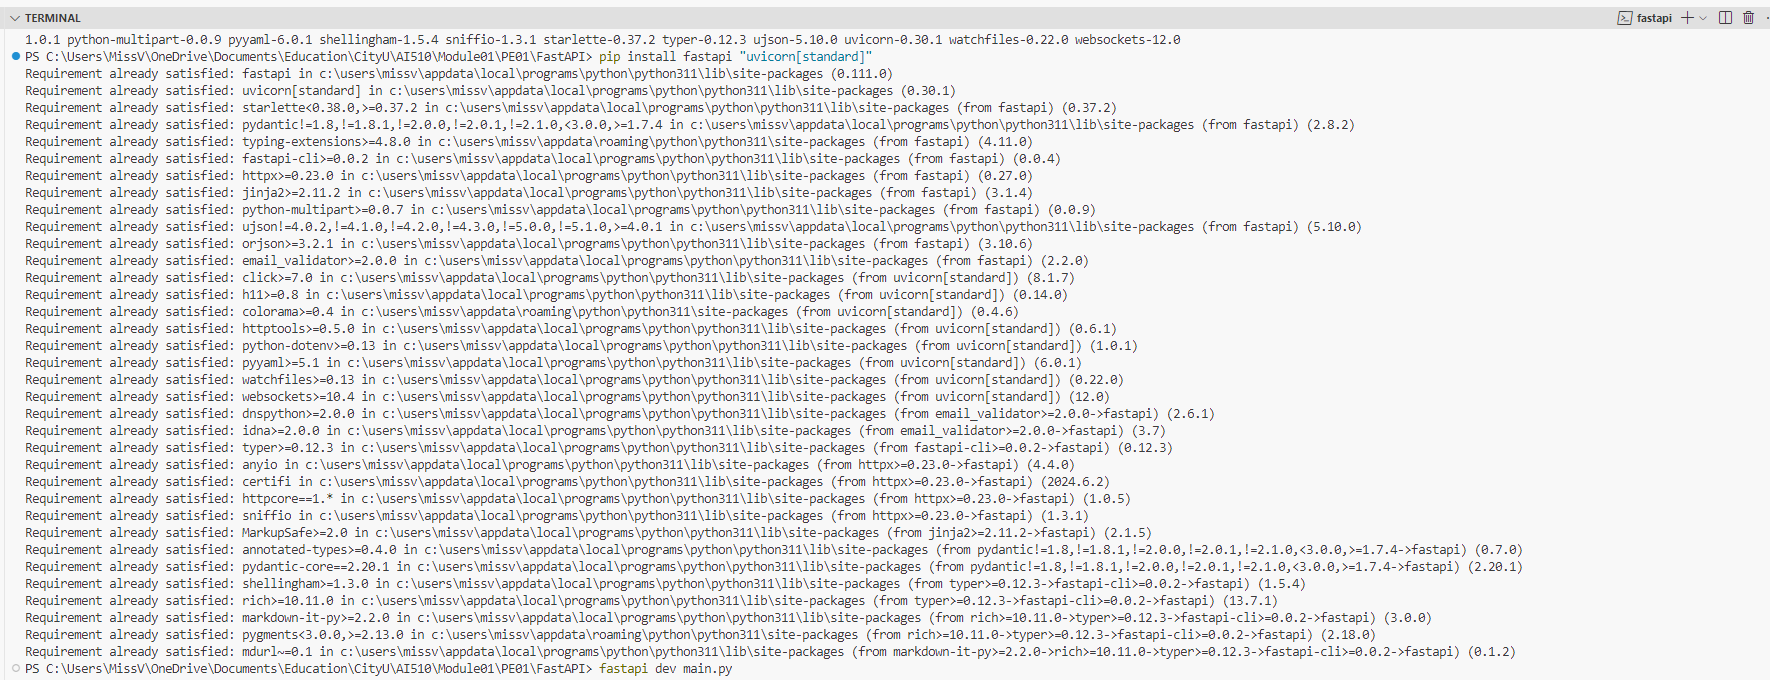 TERMINAL
fastapi
1.0.1 python-multipart-0.0.9 pyyaml-6.0.1 shellingham-1.5.4 sniffio-1.3.1 starlette-0.37.2 typer-0.12.3 ujson-5.10.0 uvicorn-0.30.1 watchfiles-0.22.0 websockets-12.0
PS C:\Users\MissV\OneDrive\Documents\Education\CityU\AI510\Module01\PE01\FastAPI> pip install fastapi "uvicorn[standard]"
Requirement already satisfied: fastapi in c:\users\missv\appdata\local\programs\python\python311\lib\site-packages (0.111.0)
Requirement already satisfied: uvicorn[standard] in c:\users\missv\appdata\local\programs\python\python311\lib\site-packages (0.30.1)
Requirement already satisfied: starlette<0.38.0,>=0.37.2 in c:\users\missv\appdata\local\programs\python\python311\lib\site-packages (from fastapi) (0.37.2)
Requirement already satisfied: pydantic!=1.8,!=1.8.1,!=2.0.0,!=2.0.1,!=2.1.0,<3.0.0,>=1.7.4 in c:\users\missv\appdata\local\programs\python\python311\lib\site-packages (from fastapi) (2.8.2)
Requirement already satisfied: typing-extensions>=4.8.0 in c:\users\missv\appdata\roaming\python\python311\site-packages (from fastapi) (4.11.0)
Requirement already satisfied: fastapi-cli>=0.0.2 in c:\users\missv\appdata\local\programs\python\python311\lib\site-packages (from fastapi) (0.0.4)
Requirement already satisfied: httpx>=0.23.0 in c:\users\missv\appdata\local\programs\python\python311\lib\site-packages (from fastapi) (0.27.0)
Requirement already satisfied: jinja2>=2.11.2 in c:\users\missv\appdata\local\programs\python\python311\lib\site-packages (from fastapi) (3.1.4)
Requirement already satisfied: python-multipart>=0.0.7 in c:\users\missv\appdata\local\programs\python\python311\lib\site-packages (from fastapi) (0.0.9)
Requirement already satisfied: ujson!=4.0.2,!=4.1.0,!=4.2.0,!=4.3.0,!=5.0.0,!=5.1.0,>=4.0.1 in c:\users\missv\appdata\local\programs\python\python311\lib\site-packages (from fastapi) (5.10.0)
Requirement already satisfied: orjson>=3.2.1 in c:\users\missv\appdata\local\programs\python\python311\lib\site-packages (from fastapi) (3.10.6)
Requirement already satisfied: email_validator>=2.0.0 in c:\users\missv\appdata\local\programs\python\python311\lib\site-packages (from fastapi) (2.2.0)
Requirement already satisfied: click>=7.0 in c:\users\missv\appdata\local\programs\python\python311\lib\site-packages (from uvicorn[standard]) (8.1.7)
Requirement already satisfied: h11>=0.8 in c:\users\missv\appdata\local\programs\python\python311\lib\site-packages (from uvicorn[standard]) (0.14.0)
Requirement already satisfied: colorama>=0.4 in c:\users\missv\appdata\roaming\python\python311\site-packages (from uvicorn[standard]) (0.4.6)
Requirement already satisfied: httptools>=0.5.0 in c:\users\missv\appdata\local\programs\python\python311\lib\site-packages (from uvicorn[standard]) (0.6.1)
Requirement already satisfied: python-dotenv>=0.13 in c:\users\missv\appdata\local\programs\python\python311\lib\site-packages (from uvicorn[standard]) (1.0.1)
Requirement already satisfied: pyyaml>=5.1 in c:\users\missv\appdata\local\programs\python\python311\lib\site-packages (from uvicorn[standard]) (6.0.1)
Requirement already satisfied: watchfiles>=0.13 in c:\users\missv\appdata\local\programs\python\python311\lib\site-packages (from uvicorn[standard]) (0.22.0)
Requirement already satisfied: websockets>=10.4 in c:\users\missv\appdata\local\programs\python\python311\lib\site-packages (from uvicorn[standard]) (12.0)
Requirement already satisfied: dnspython>=2.0.0 in c:\users\missv\appdata\local\programs\python\python311\lib\site-packages (from email_validator>=2.0.0->fastapi) (2.6.1)
Requirement already satisfied: idna>=2.0.0 in c:\users\missv\appdata\local\programs\python\python311\lib\site-packages (from email_validator>=2.0.0->fastapi) (3.7)
Requirement already satisfied: typer>=0.12.3 in c:\users\missv\appdata\local\programs\python\python311\lib\site-packages (from fastapi-cli>=0.0.2->fastapi) (0.12.3)
Requirement already satisfied: anyio in c:\users\missv\appdata\local\programs\python\python311\lib\site-packages (from httpx>=0.23.0->fastapi) (4.4.0)
Requirement already satisfied: certifi in c:\users\missv\appdata\local\programs\python\python311\lib\site-packages (from httpx>=0.23.0->fastapi) (2024.6.2)
Requirement already satisfied: httpcore==1.* in c:\users\missv\appdata\local\programs\python\python311\lib\site-packages (from httpx>=0.23.0->fastapi) (1.0.5)
Requirement already satisfied: sniffio in c:\users\missv\appdata\local\programs\python\python311\lib\site-packages (from httpx>=0.23.0->fastapi) (1.3.1)
Requirement already satisfied: MarkupSafe>=2.0 in c:\users\missv\appdata\local\programs\python\python311\lib\site-packages (from jinja2>=2.11.2->fastapi) (2.1.5)
Requirement already satisfied: annotated-types>=0.4.0 in c:\users\missv\appdata\local\programs\python\python311\lib\site-packages (from pydantic!=1.8,!=1.8.1,!=2.0.0,!=2.0.1,!=2.1.0,<3.0.0,>=1.7.4->fastapi) (0.7.0)
Requirement already satisfied: pydantic-core==2.20.1 in c:\users\missv\appdata\local\programs\python\python311\lib\site-packages (from pydantic!=1.8,!=1.8.1,!=2.0.0,!=2.0.1,!=2.1.0,<3.0.0,>=1.7.4->fastapi) (2.20.1)
Requirement already satisfied: shellingham>=1.3.0 in c:\users\missv\appdata\local\programs\python\python311\lib\site-packages (from typer>=0.12.3->fastapi-cli>=0.0.2->fastapi) (1.5.4)
Requirement already satisfied: rich>=10.11.0 in c:\users\missv\appdata\local\programs\python\python311\lib\site-packages (from typer>=0.12.3->fastapi-cli>=0.0.2->fastapi) (13.7.1)
Requirement already satisfied: markdown-it-py>=2.2.0 in c:\users\missv\appdata\local\programs\python\python311\lib\site-packages (from rich>=10.11.0->typer>=0.12.3->fastapi-cli>=0.0.2->fastapi) (3.0.0)
Requirement already satisfied: pygments<3.0.0,>=2.13.0 in c:\users\missv\appdata\roaming\python\python311\site-packages (from rich>=10.11.0->typer>=0.12.3->fastapi-cli>=0.0.2->fastapi) (2.18.0)
Requirement already satisfied: mdurl~=0.1 in c:\users\missv\appdata\local\programs\python\python311\lib\site-packages (from markdown-it-py>=2.2.0->rich>=10.11.0->typer>=0.12.3->fastapi-cli>=0.0.2->fastapi) (0.1.2)
PS C:\Users\MissV\OneDrive\Documents\Education\CityU\AI510\Module01\PE01\FastAPI> fastapi dev main.py